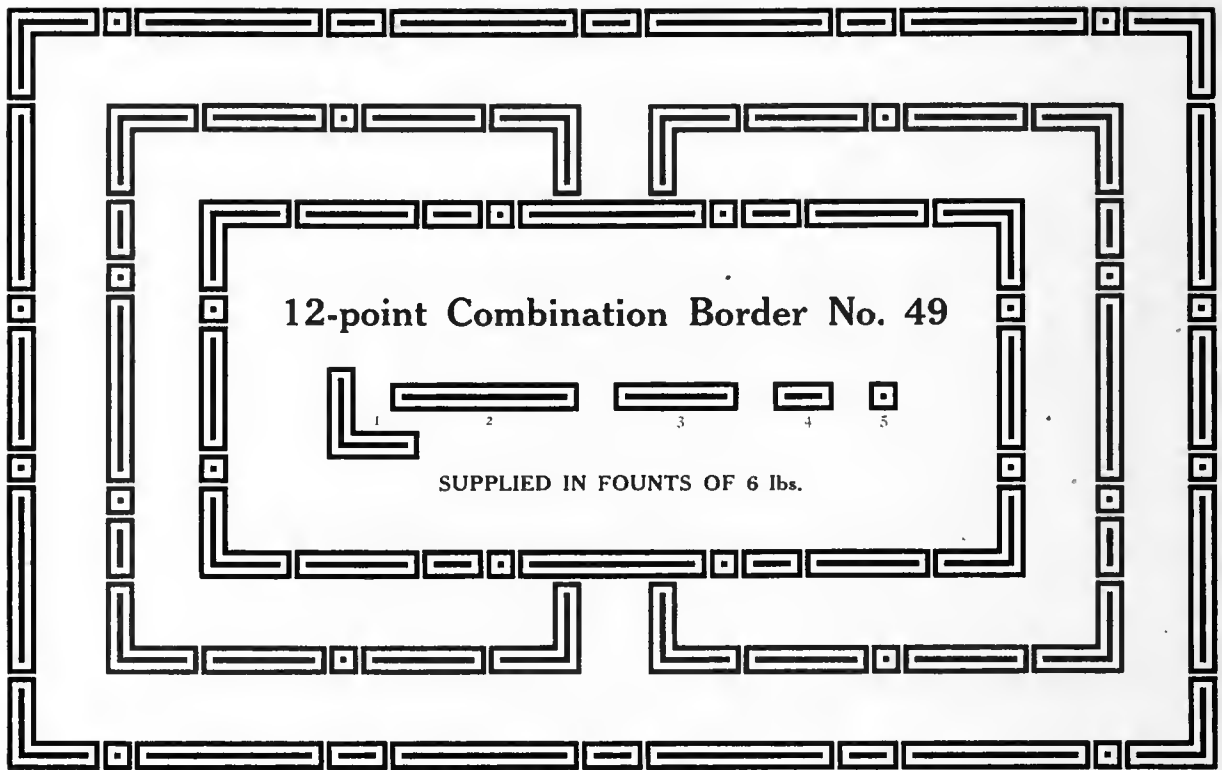 12-point Combination Border No. 49
1 2 3 4 5
SUPPLIED IN FOUNTS OF 6 lbs.